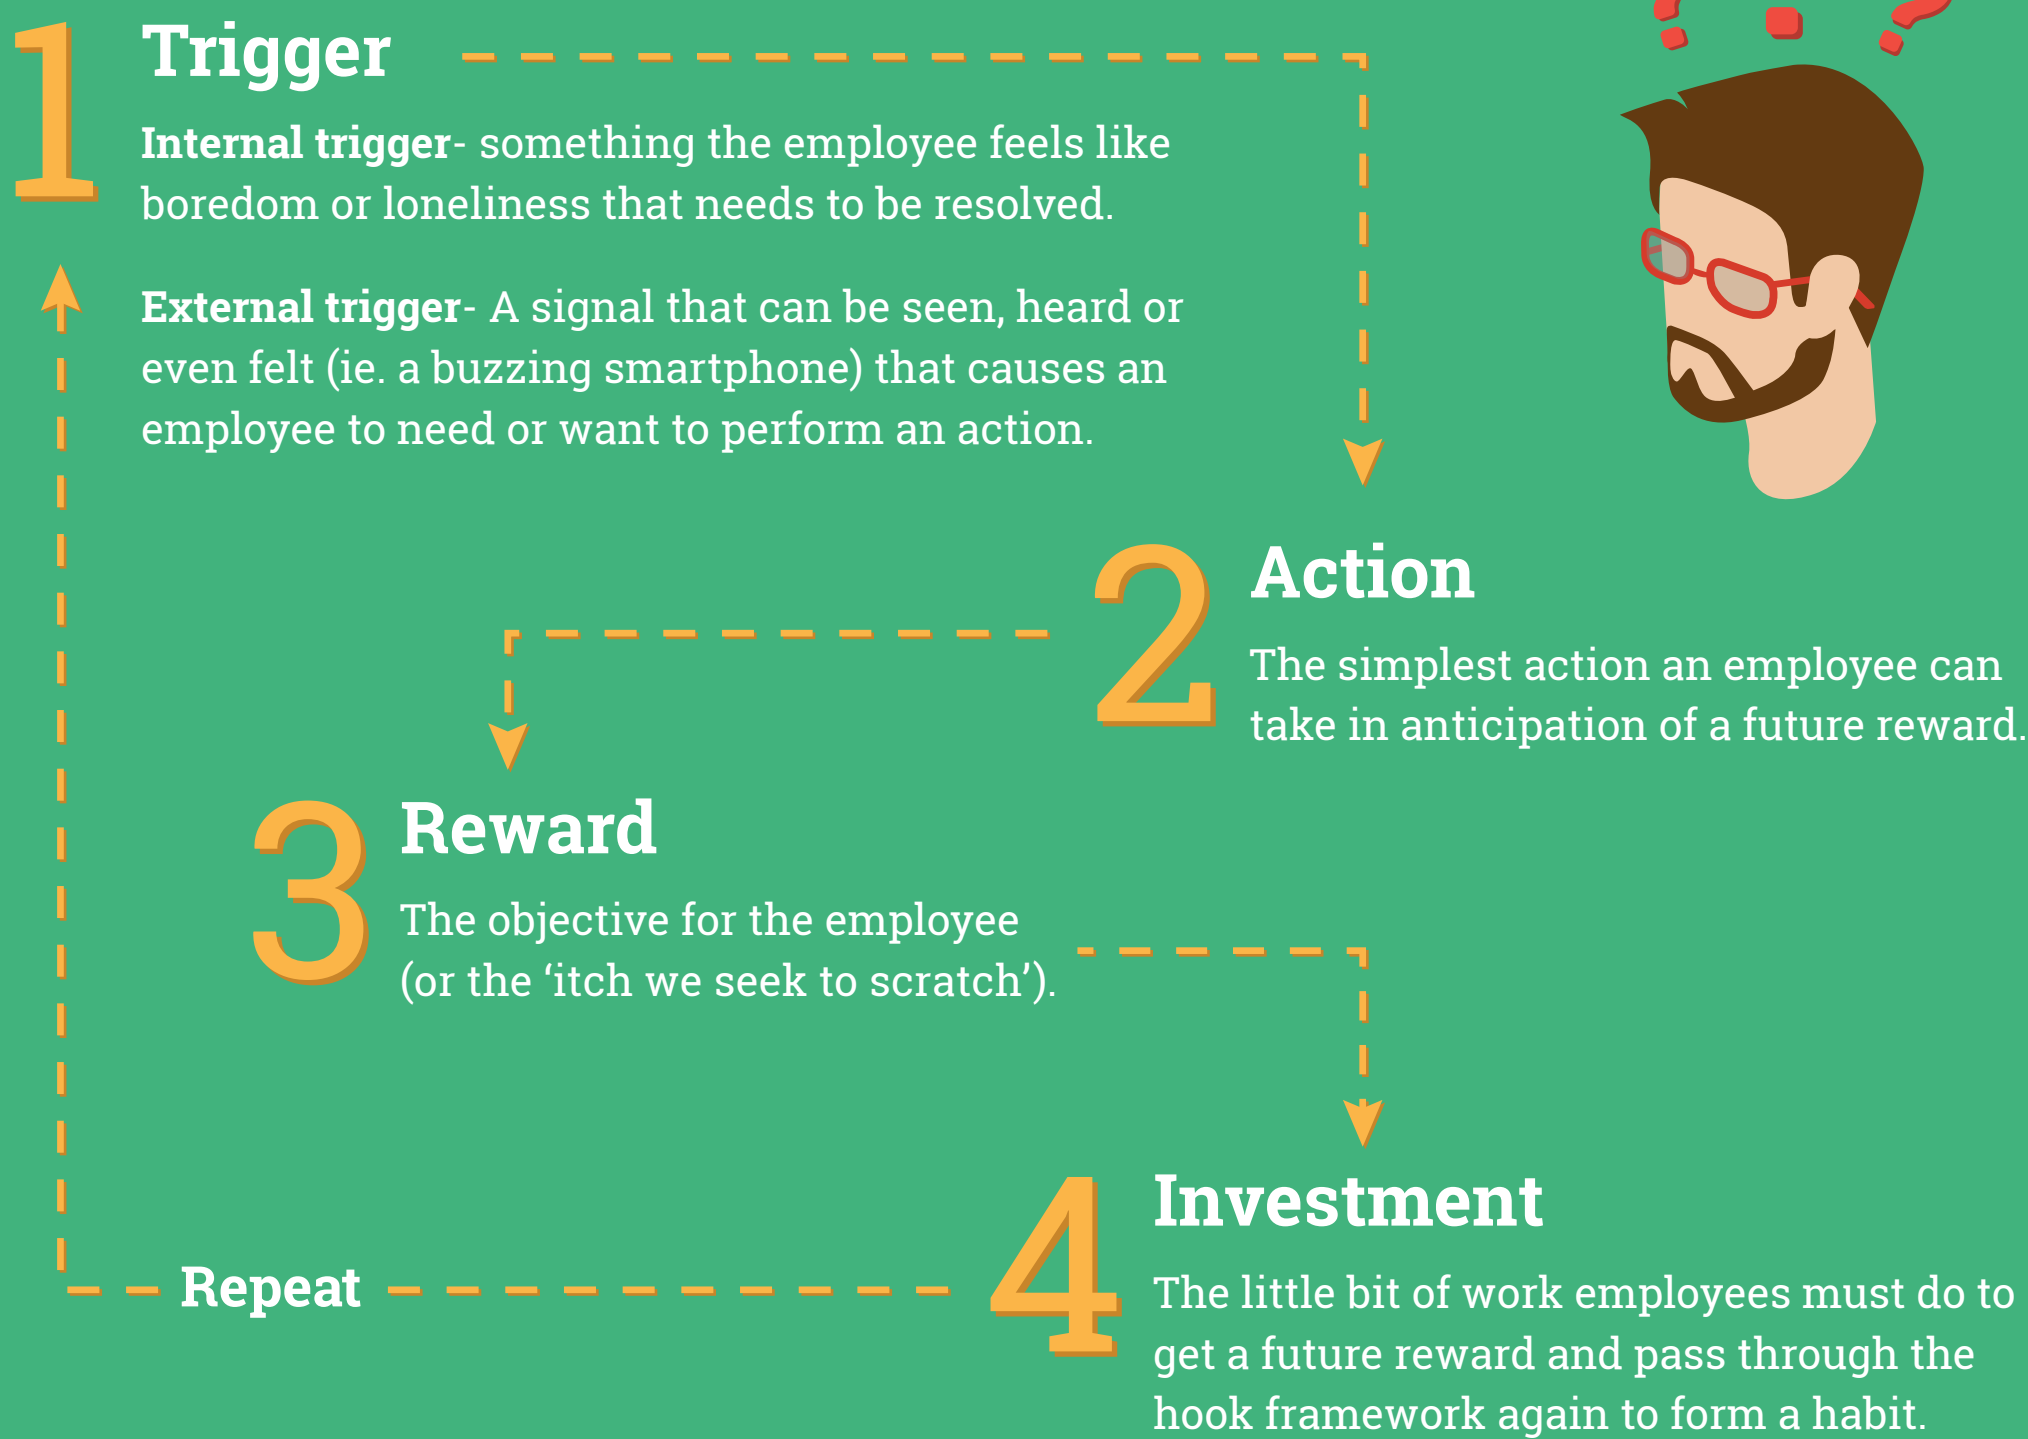 1
Trigger
Internal trigger- something the employee feels like
boredom or loneliness that needs to be resolved.
External trigger- A signal that can be seen, heard or
even felt (ie. a buzzing smartphone) that causes an
employee to need or want to perform an action.
2
Action
The simplest action an employee can
take in anticipation of a future reward.
3
Reward
The objective for the employee
(or the ‘itch we seek to scratch’).
4
Investment
The little bit of work employees must do to
get a future reward and pass through the
hook framework again to form a habit.
Repeat